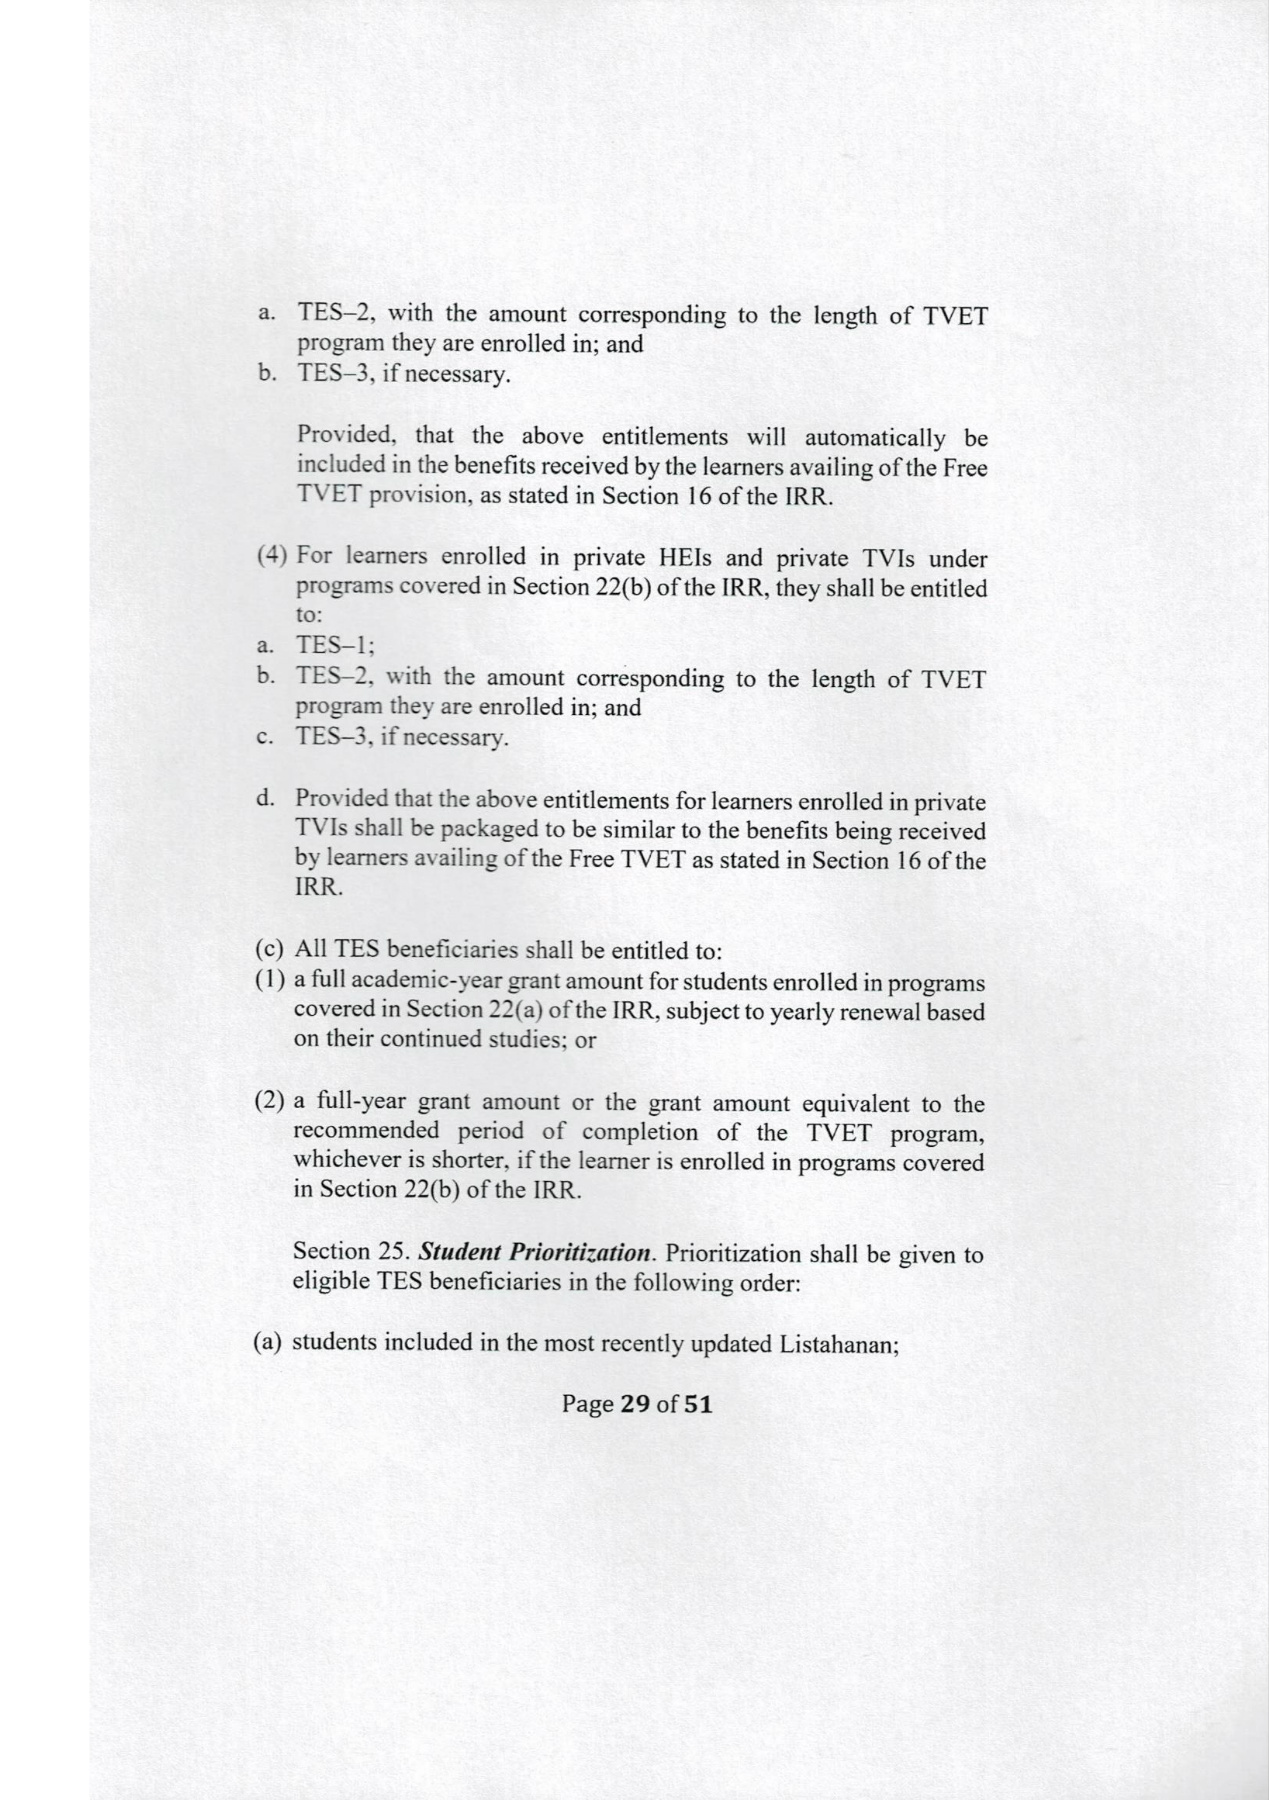 a. TES–2, with the amount corresponding to the length of TVET
program they are enrolled in; and
b. TES–3, if necessary.
Provided, that the above entitlements will automatically be
included in the benefits received by the learners availing of the Free
TVET provision, as stated in Section 16 of the IRR.
(4) For learners enrolled in private HEIs and private TVIs under
programs covered in Section 22(b) of the IRR, they shall be entitled
to:
a. TES–1;
b. TES–2, with the amount corresponding to the length of TVET
program they are enrolled in; and
c. TES–3, if necessary.
d. Provided that the above entitlements for learners enrolled in private
TVIs shall be packaged to be similar to the benefits being received
by learners availing of the Free TVET as stated in Section 16 of the
IRR.
(c) All TES beneficiaries shall be entitled to:
(1) a full academic-year grant amount for students enrolled in programs
covered in Section 22(a) of the IRR, subject to yearly renewal based
on their continued studies; or
(2) a full-year grant amount or the grant amount equivalent to the
recommended period of completion of the TVET program,
whichever is shorter, if the learner is enrolled in programs covered
in Section 22(b) of the IRR.
Section 25. Student Prioritization. Prioritization shall be given to
eligible TES beneficiaries in the following order:
(a) students included in the most recently updated Listahanan;
Page 29 of 51